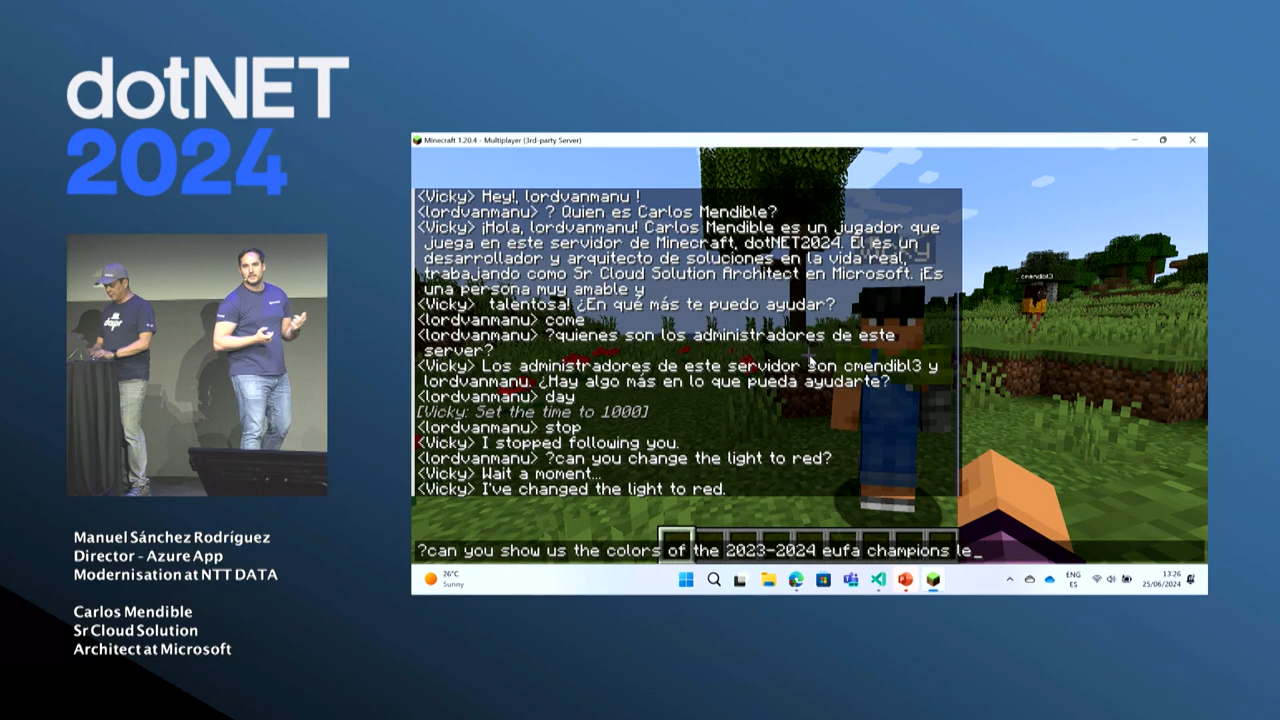 dotNET
2024
Manuel Sánchez Rodríguez
Director - Azure App
Modernisation at NTT DATA
Carlos Mendible
Sr Cloud Solution
Architect at Microsoft
dapr
Minecraft 1.20.4 - Multiplayer (3rd-party Server)
<Vicky> Hey!, lordvanmanu !
<lordvanmanu> ? Quien es Carlos Mendible?
<Vicky> ¡Hola, lordvanmanu! Carlos Mendible es un jugador que
juega en este servidor de Minecraft, dotNET2024. Él es un
desarrollador y arquitecto de soluciones en la vida real,
trabajando como Sr Cloud Solution Architect en Microsoft. ¡Es
una persona muy amable y
<Vicky>  talentosa! ¿En qué más te puedo ayudar?
<lordvanmanu> come
<lordvanmanu> ?quienes son los administradores de este
server?
<Vicky> Los administradores de este servidor son cmendibl3 y
lordvanmanu. ¿Hay algo más en lo que pueda ayudarte?
<lordvanmanu> day
[Vicky: Set the time to 1000]
<lordvanmanu> stop
<Vicky> I stopped following you.
<lordvanmanu> ?can you change the light to red?
<Vicky> Wait a moment...
<Vicky> I've changed the light to red.
Vicky
cmendibl3
?can you show us the colors of the 2023-2024 eufa champions le_
26°C
Sunny
ENG
ES
13:26
25/06/2024